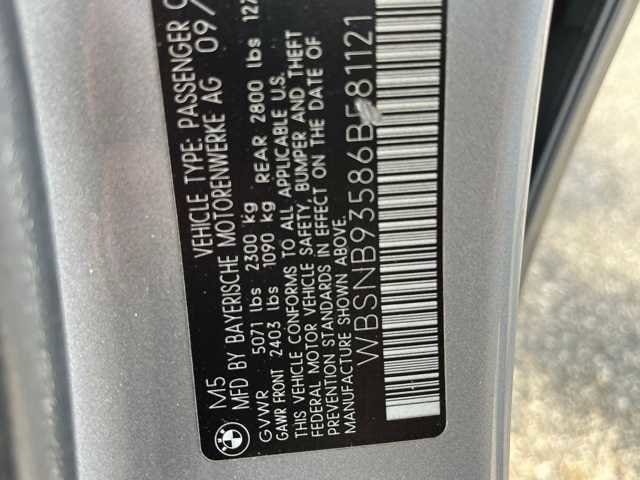 BMW
M5 VEHICLE TYPE: PASSENGER C
MFD BY BAYERISCHE MOTORENWERKE AG 09/
GVWR 5071 lbs 2300 kg
GAWR FRONT 2403 lbs 1090 kg REAR 2800 lbs 127
THIS VEHICLE CONFORMS TO ALL APPLICABLE U.S.
FEDERAL MOTOR VEHICLE SAFETY, BUMPER AND THEFT
PREVENTION STANDARDS IN EFFECT ON THE DATE OF
MANUFACTURE SHOWN ABOVE.
WBSNB93586B581121